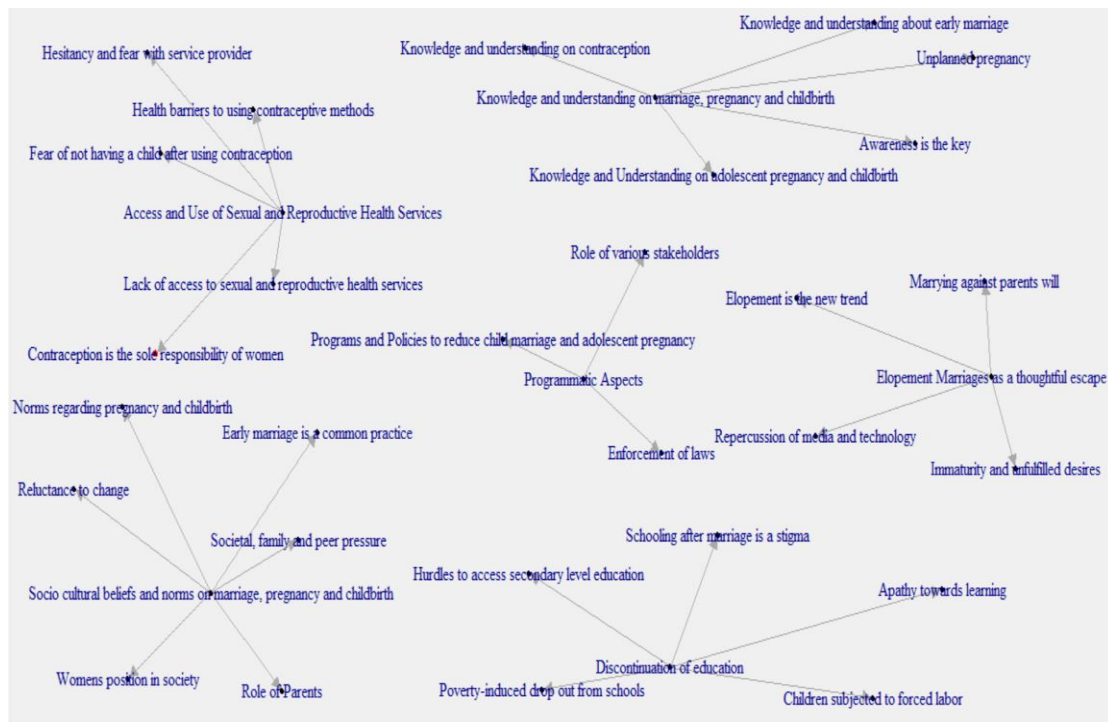 Knowledge and understanding about early marriage
Hesitancy and fear with service provider
Knowledge and understanding on contraception
Unplanned pregnancy
Knowledge and understanding on marriage, pregnancy and childbirth
Health barriers to using contraceptive methods
Awareness is the key
Fear of not having a child after using contraception
Knowledge and Understanding on adolescent pregnancy and childbirth
Access and Use of Sexual and Reproductive Health Services
Role of various stakeholders
Lack of access to sexual and reproductive health services
Marrying against parents will
Elopement is the new trend
Programs and Policies to reduce child marriage and adolescent pregnancy
Contraception is the sole responsibility of women
Programmatic Aspects
Elopement Marriages as a thoughtful escape
Norms regarding pregnancy and childbirth
Early marriage is a common practice
Repercussion of media and technology
Enforcement of laws
Immaturity and unfulfilled desires
Reluctance to change
Schooling after marriage is a stigma
Societal, family and peer pressure
Hurdles to access secondary level education
Socio cultural beliefs and norms on marriage, pregnancy and childbirth
Apathy towards learning
Discontinuation of education
Womens position in society
Role of Parents
Poverty-induced drop out from schools
Children subjected to forced labor